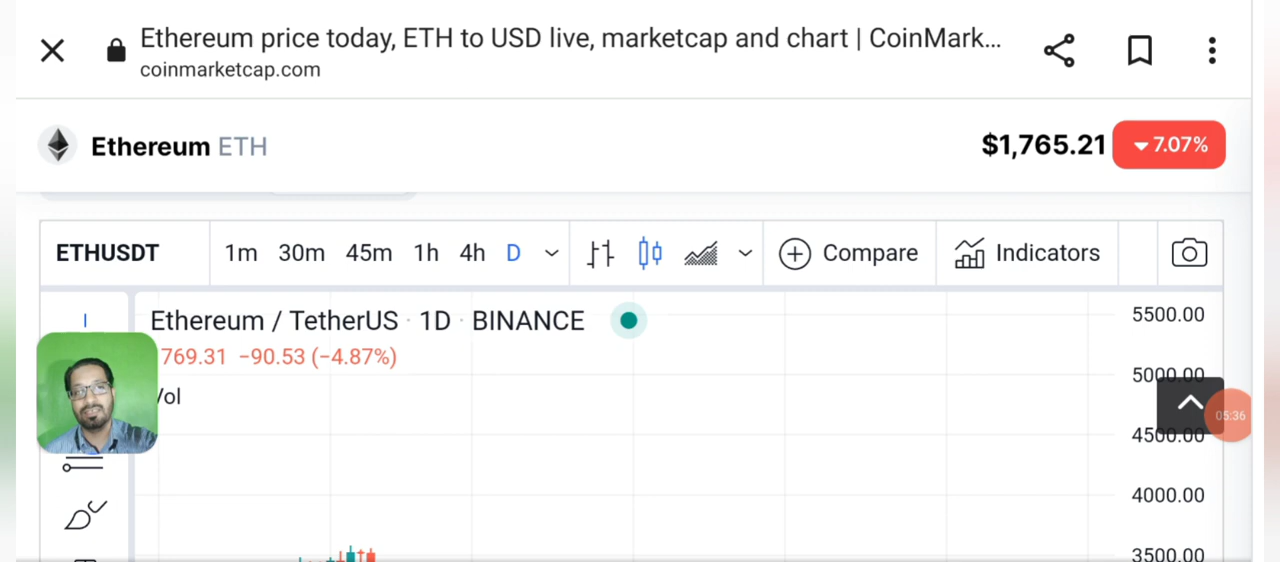 Ethereum price today, ETH to USD live, marketcap and chart | CoinMark...
coinmarketcap.com
Ethereum ETH
$1,765.21 7.07%
ETHUSDT 1m 30m 45m 1h 4h D Compare Indicators
Ethereum / TetherUS · 1D · BINANCE
769.31 −90.53 (−4.87%)
Vol
5500.00
5000.00
05:36
4500.00
4000.00
3500.00